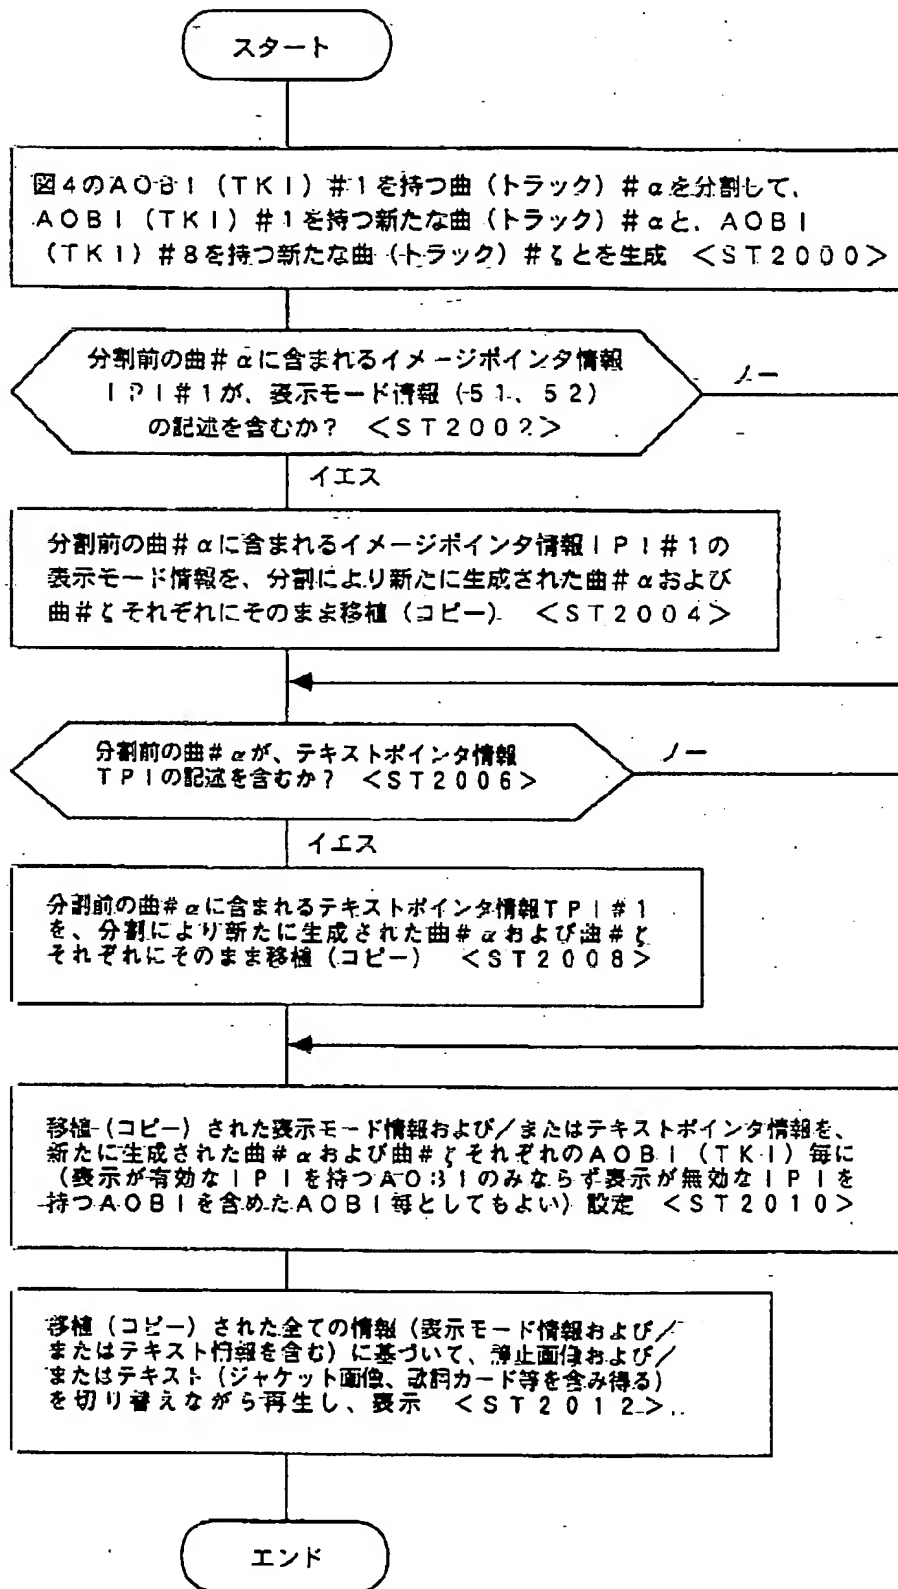 スタート
図4のAOBI（TKI）＃1を持つ曲（トラック）＃αを分割して、
AOBI（TKI）＃1を持つ新たな曲（トラック）＃αと、AOBI
（TKI）＃8を持つ新たな曲（トラック）＃ζとを生成 ＜ST2000＞
分割前の曲＃αに含まれるイメージポインタ情報
IPI＃1が、表示モード情報（51、52）
の記述を含むか？ ＜ST2002＞
ノー
イエス
分割前の曲＃αに含まれるイメージポインタ情報IPI＃1の
表示モード情報を、分割により新たに生成された曲＃αおよび
曲＃ζそれぞれにそのまま移植（コピー） ＜ST2004＞
分割前の曲＃αが、テキストポインタ情報
TPIの記述を含むか？ ＜ST2006＞
ノー
イエス
分割前の曲＃αに含まれるテキストポインタ情報TPI＃1
を、分割により新たに生成された曲＃αおよび曲＃ζ
それぞれにそのまま移植（コピー） ＜ST2008＞
移植（コピー）された表示モード情報および／またはテキストポインタ情報を、
新たに生成された曲＃αおよび曲＃ζそれぞれのAOBI（TKI）毎に
（表示が有効なIPIを持つAOBIのみならず表示が無効なIPIを
持つAOBIを含めたAOBI毎としてもよい）設定 ＜ST2010＞
移植（コピー）された全ての情報（表示モード情報および／
またはテキスト情報を含む）に基づいて、静止画像および／
またはテキスト（ジャケット画像、歌詞カード等を含み得る）
を切り替えながら再生し、表示 ＜ST2012＞
エンド